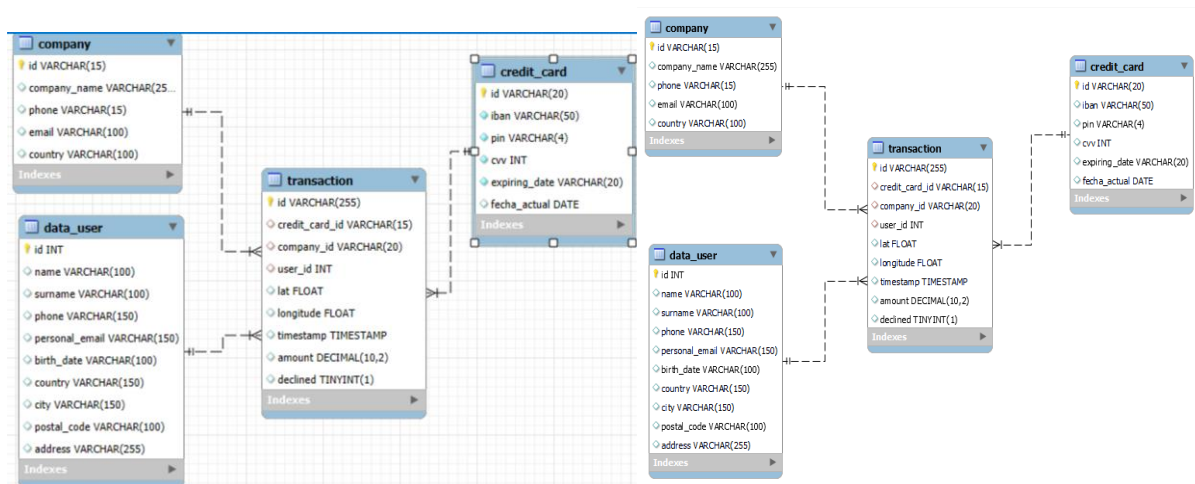 company
id VARCHAR(15)
company_name VARCHAR(25...
phone VARCHAR(15)
email VARCHAR(100)
country VARCHAR(100)
Indexes
data_user
id INT
name VARCHAR(100)
surname VARCHAR(100)
phone VARCHAR(150)
personal_email VARCHAR(150)
birth_date VARCHAR(100)
country VARCHAR(150)
city VARCHAR(150)
postal_code VARCHAR(100)
address VARCHAR(255)
Indexes
transaction
id VARCHAR(255)
credit_card_id VARCHAR(15)
company_id VARCHAR(20)
user_id INT
lat FLOAT
longitude FLOAT
timestamp TIMESTAMP
amount DECIMAL(10,2)
declined TINYINT(1)
Indexes
credit_card
id VARCHAR(20)
iban VARCHAR(50)
pin VARCHAR(4)
cvv INT
expiring_date VARCHAR(20)
fecha_actual DATE
Indexes
company
id VARCHAR(15)
company_name VARCHAR(255)
phone VARCHAR(15)
email VARCHAR(100)
country VARCHAR(100)
Indexes
data_user
id INT
name VARCHAR(100)
surname VARCHAR(100)
phone VARCHAR(150)
personal_email VARCHAR(150)
birth_date VARCHAR(100)
country VARCHAR(150)
city VARCHAR(150)
postal_code VARCHAR(100)
address VARCHAR(255)
Indexes
transaction
id VARCHAR(255)
credit_card_id VARCHAR(15)
company_id VARCHAR(20)
user_id INT
lat FLOAT
longitude FLOAT
timestamp TIMESTAMP
amount DECIMAL(10,2)
declined TINYINT(1)
Indexes
credit_card
id VARCHAR(20)
iban VARCHAR(50)
pin VARCHAR(4)
cvv INT
expiring_date VARCHAR(20)
fecha_actual DATE
Indexes